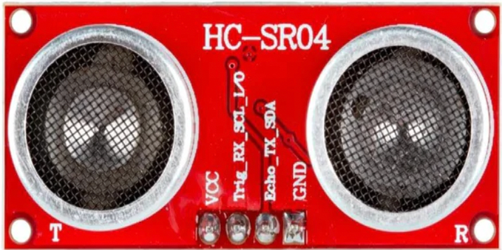 HC-SR04
VCC
Trig_RX_SCL_I/O
Echo_TX_SDA
GND
T
R